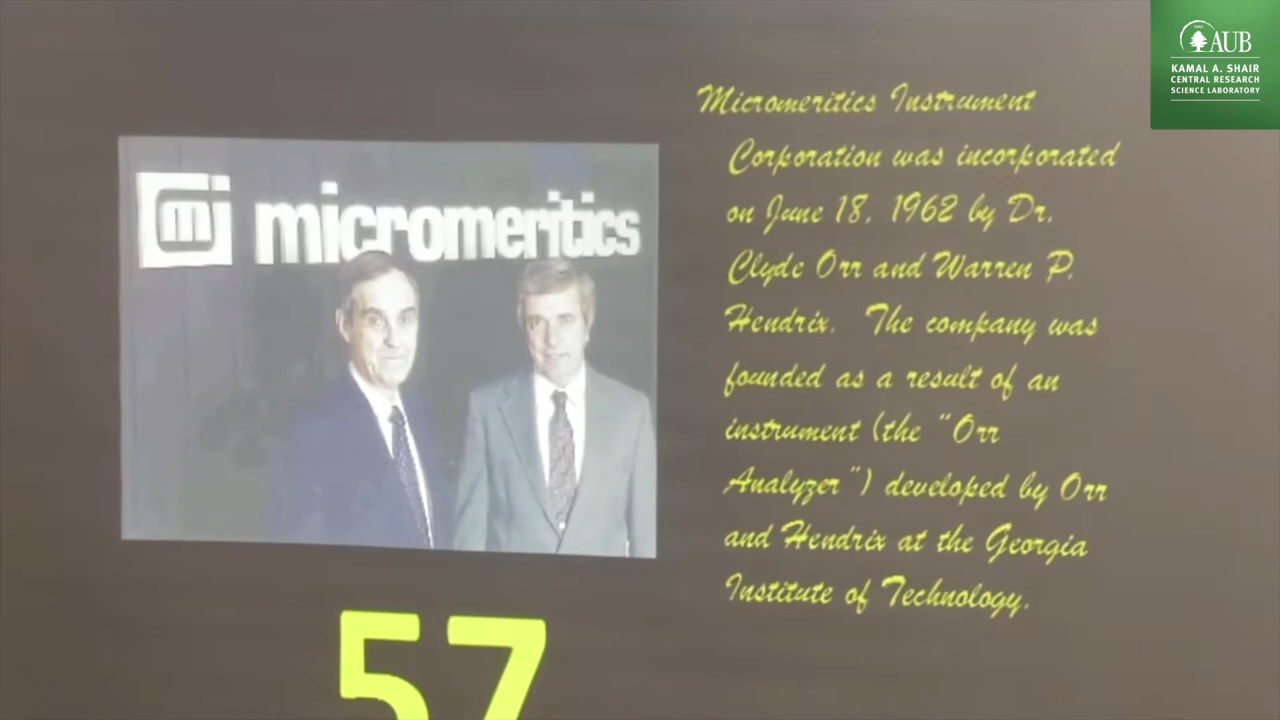 AUB
KAMAL A. SHAIR
CENTRAL RESEARCH
SCIENCE LABORATORY
mi micromeritics
Micromeritics Instrument
Corporation was incorporated
on June 18, 1962 by Dr.
Clyde Orr and Warren P.
Hendrix. The company was
founded as a result of an
instrument (the "Orr
Analyzer") developed by Orr
and Hendrix at the Georgia
Institute of Technology.
57